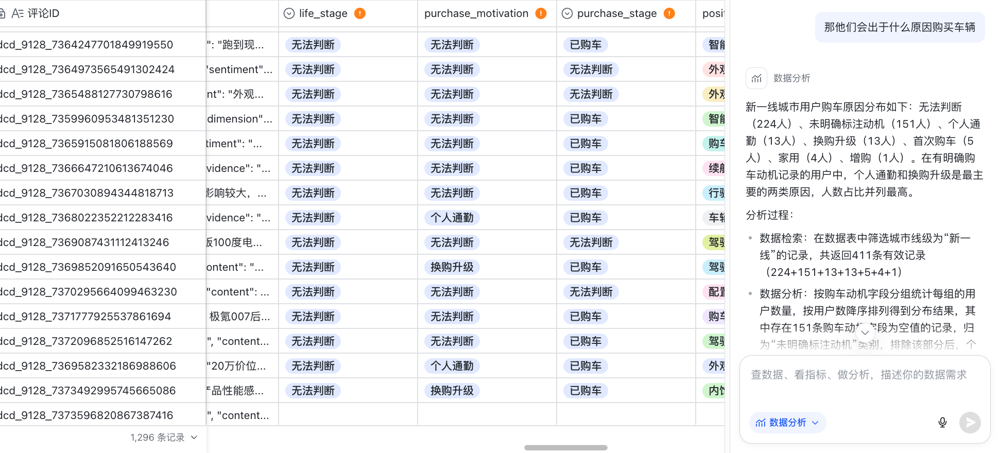 评论ID life_stage purchase_motivation purchase_stage posit
dcd_9128_7364247701849919550 ": "跑到现... 无法判断 无法判断 已购车 智能
dcd_9128_7364973565491302424 'sentiment"... 无法判断 无法判断 无法判断 外观
dcd_9128_7365488127730798616 nt": "外观... 无法判断 无法判断 无法判断 外观
dcd_9128_7359960953481351230 dimension"... 无法判断 无法判断 已购车 智能
dcd_9128_7365915081806188569 timent": "... 无法判断 无法判断 已购车 购车
dcd_9128_7366647210613674046 vidence": "... 无法判断 无法判断 已购车 续航
dcd_9128_7367030894344818713 影响较大，... 无法判断 无法判断 已购车 行驶
dcd_9128_7368022352212283416 vidence": "... 无法判断 个人通勤 已购车 车辆
dcd_9128_7369087431112413246 版100度电... 无法判断 无法判断 无法判断 驾驶
dcd_9128_7369852091650543640 ontent": "... 无法判断 换购升级 已购车 驾驶
dcd_9128_7370295664099463230 "content": ... 无法判断 无法判断 无法判断 配置
dcd_9128_7371777925537861694 极氪007后... 无法判断 无法判断 已购车 购车
dcd_9128_7372096852516147262 ", "content... 无法判断 无法判断 已购车 驾驶
dcd_9128_7369582332186988606 "20万价位... 无法判断 个人通勤 已购车 外观
dcd_9128_7373492995745665086 产品性能感... 无法判断 换购升级 已购车 内饰
dcd_9128_7373596820867387416 ", "content...
1,296 条记录
那他们会出于什么原因购买车辆
数据分析
新一线城市用户购车原因分布如下：无法判断
（224人）、未明确标注动机（151人）、个人通
勤（13人）、换购升级（13人）、首次购车（5
人）、家用（4人）、增购（1人）。在有明确购
车动机记录的用户中，个人通勤和换购升级是最主
要的两类原因，人数占比并列最高。
分析过程：
• 数据检索：在数据表中筛选城市线级为“新一
线”的记录，共返回411条有效记录
（224+151+13+13+5+4+1）
• 数据分析：按购车动机字段分组统计每组的用
户数量，按用户数降序排列得到分布结果，其
中存在151条购车动机字段为空值的记录，归
为“未明确标注动机”类别，排除该部分后，个
查数据、看指标、做分析，描述你的数据需求
数据分析